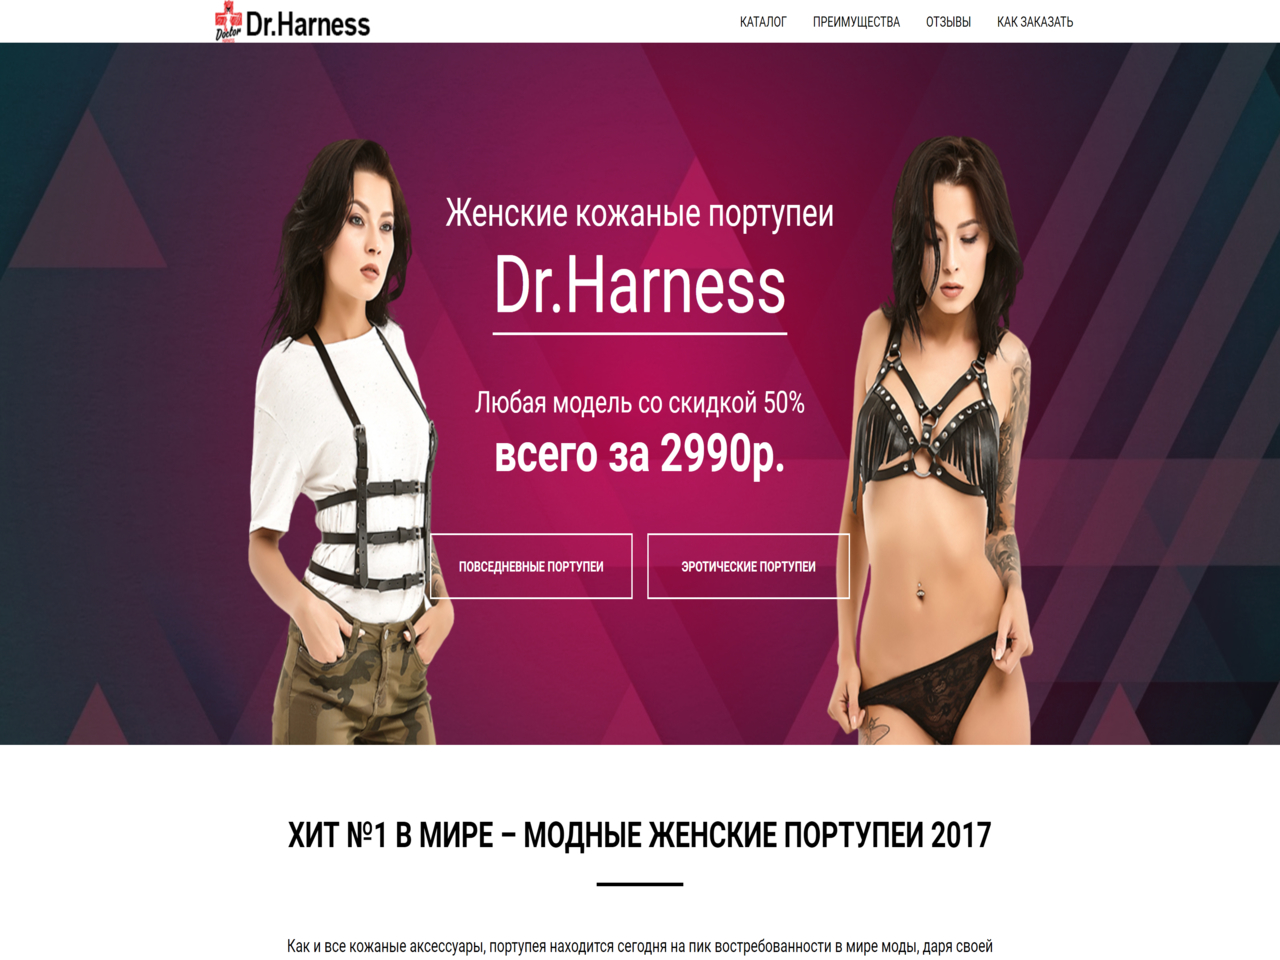 Doctor
Dr.Harness
КАТАЛОГ
ПРЕИМУЩЕСТВА
ОТЗЫВЫ
КАК ЗАКАЗАТЬ
Женские кожаные портупеи
Dr.Harness
Любая модель со скидкой 50%
всего за 2990р.
ПОВСЕДНЕВНЫЕ ПОРТУПЕИ
ЭРОТИЧЕСКИЕ ПОРТУПЕИ
ХИТ №1 В МИРЕ – МОДНЫЕ ЖЕНСКИЕ ПОРТУПЕИ 2017
Как и все кожаные аксессуары, портупея находится сегодня на пик востребованности в мире моды, даря своей